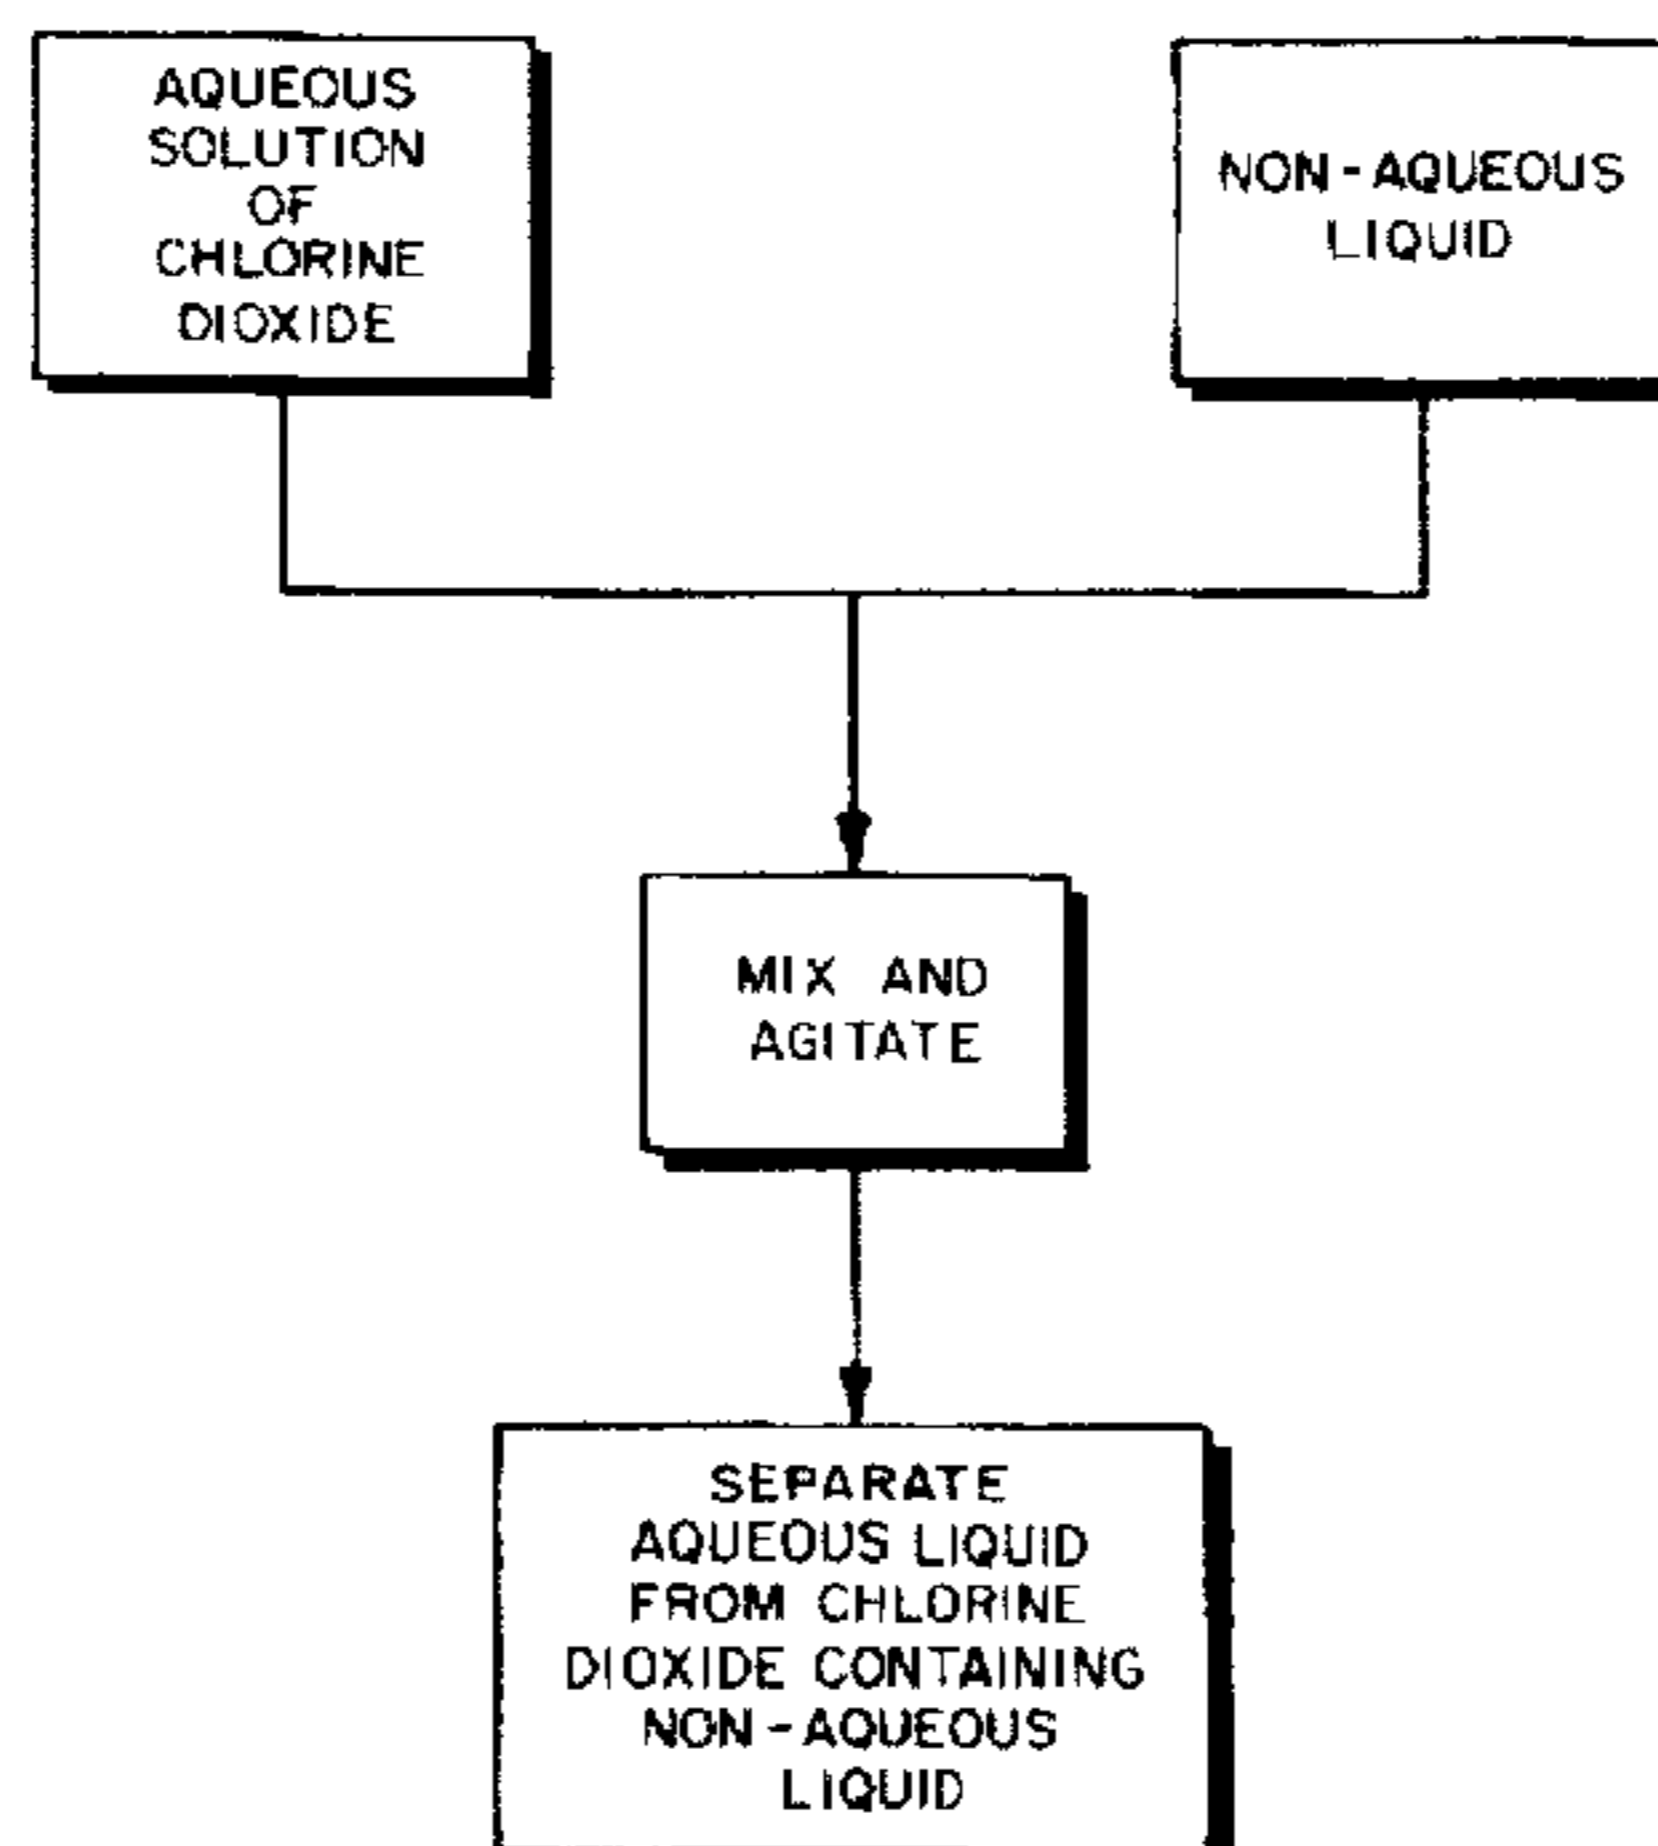 AQUEOUS
SOLUTION
OF
CHLORINE
DIOXIDE
NON-AQUEOUS
LIQUID
MIX AND
AGITATE
SEPARATE
AQUEOUS LIQUID
FROM CHLORINE
DIOXIDE CONTAINING
NON-AQUEOUS
LIQUID